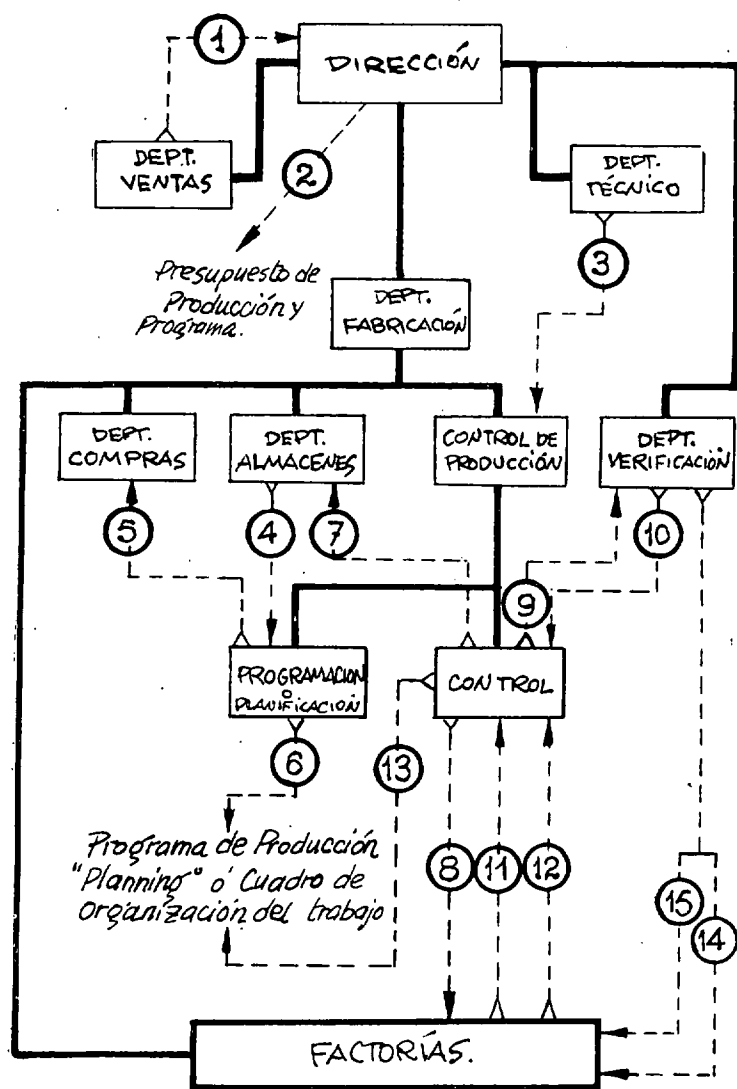 1
DIRECCIÓN
DEPT.
VENTAS
2
DEPT.
TÉCNICO
3
Presupuesto de
Producción y
Programa.
DEPT.
FABRICACIÓN
DEPT.
COMPRAS
DEPT.
ALMACENES
CONTROL DE
PRODUCCIÓN
DEPT.
VERIFICACIÓN
5
4
7
10
9
PROGRAMACION
o
PLANIFICACIÓN
CONTROL
6
13
Programa de Producción
"Planning" ó Cuadro de
organización del trabajo
8
11
12
15
14
FACTORÍAS.